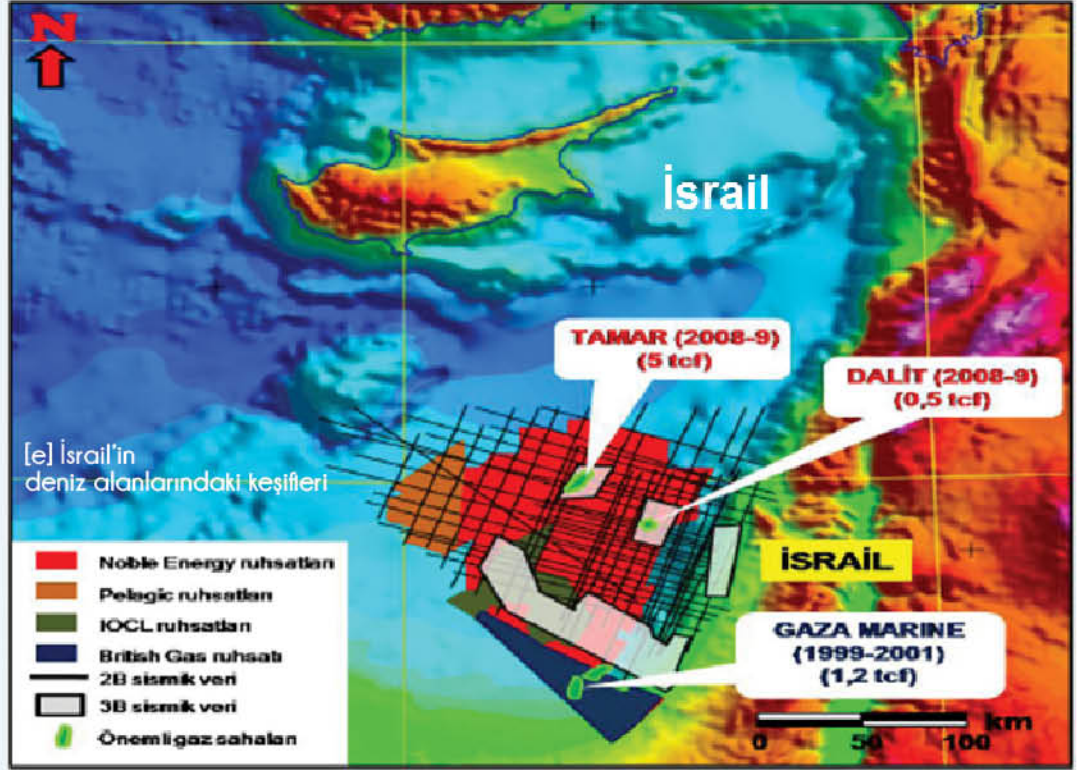 N
İsrail
TAMAR (2008-9)
(5 tcf)
DALİT (2008-9)
(0,5 tcf)
[e] İsrail'in
deniz alanlarındaki keşifleri
Noble Energy ruhsatları
Pelagic ruhsatları
IOCL ruhsatları
British Gas ruhsatı
2B sismik veri
3B sismik veri
Önemli gaz sahaları
İSRAİL
GAZA MARINE
(1999-2001)
(1,2 tcf)
km
0 50 100